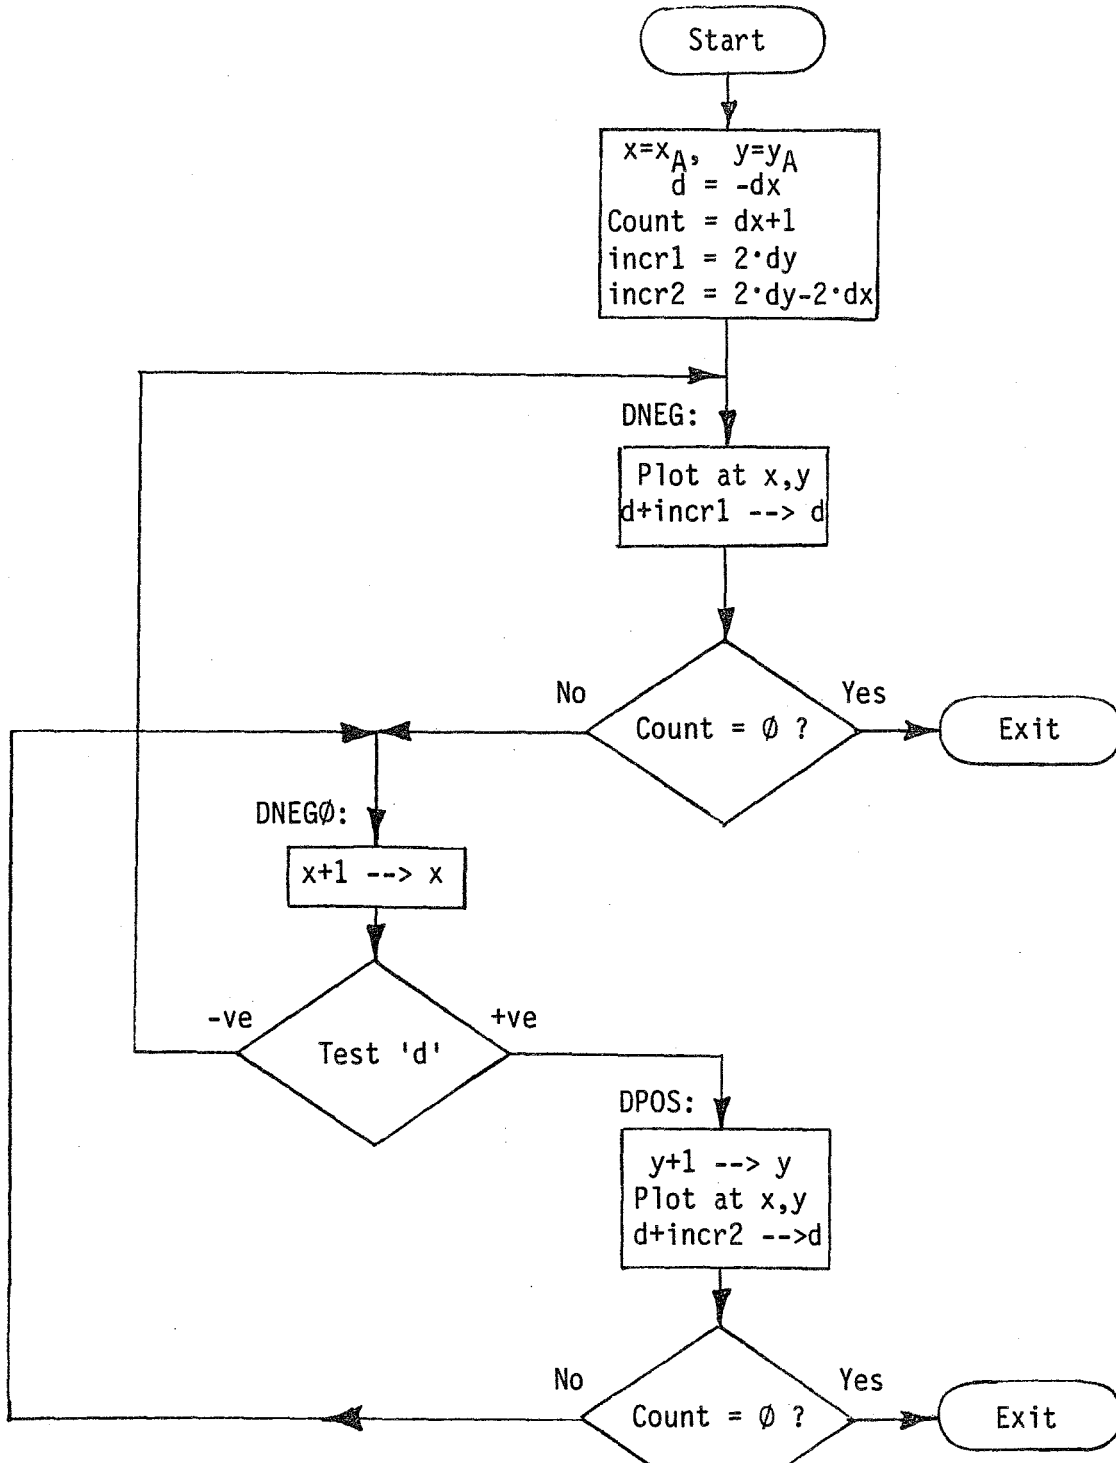 Start
x=xA, y=yA
d = -dx
Count = dx+1
incr1 = 2·dy
incr2 = 2·dy-2·dx
DNEG:
Plot at x,y
d+incr1 --> d
No
Yes
Count = Ø ?
Exit
DNEGØ:
x+1 --> x
-ve
+ve
Test 'd'
DPOS:
y+1 --> y
Plot at x,y
d+incr2 -->d
No
Yes
Count = Ø ?
Exit